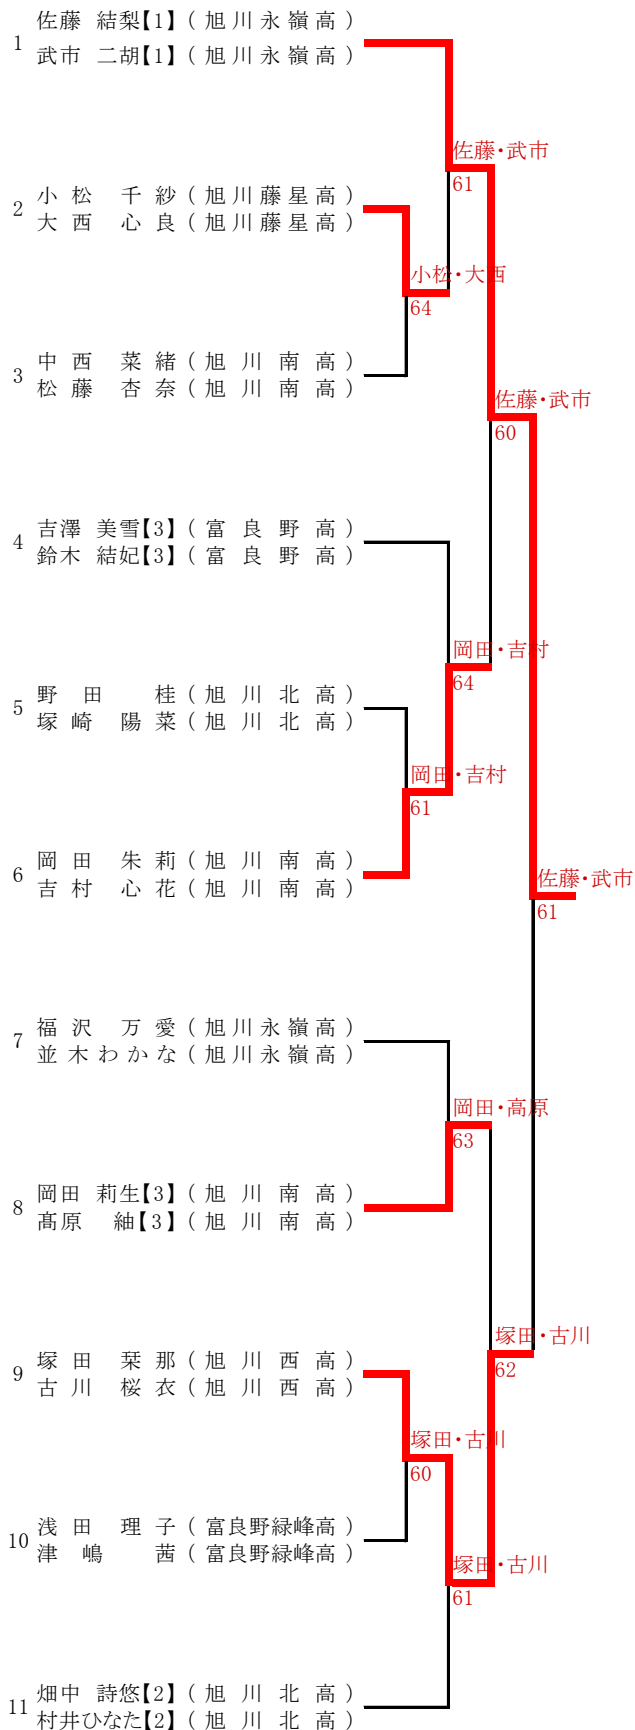 佐藤 結梨【1】 ( 旭川永嶺高 )
1
武市 二胡【1】 ( 旭川永嶺高 )
佐藤・武市
61
小松 千紗 ( 旭川藤星高 )
2
大西 心良 ( 旭川藤星高 )
小松・大西
64
中西 菜緒 ( 旭川南高 )
3
松藤 杏奈 ( 旭川南高 )
佐藤・武市
60
吉澤 美雪【3】 ( 富良野高 )
4
鈴木 結妃【3】 ( 富良野高 )
岡田・吉村
64
野田 桂 ( 旭川北高 )
5
塚崎 陽菜 ( 旭川北高 )
岡田・吉村
61
岡田 朱莉 ( 旭川南高 )
6
吉村 心花 ( 旭川南高 )
佐藤・武市
61
福沢 万愛 ( 旭川永嶺高 )
7
並木わかな ( 旭川永嶺高 )
岡田・高原
63
岡田 莉生【3】 ( 旭川南高 )
8
髙原 紬【3】 ( 旭川南高 )
塚田・古川
62
塚田 栞那 ( 旭川西高 )
9
古川 桜衣 ( 旭川西高 )
塚田・古川
60
浅田 理子 ( 富良野緑峰高 )
10
津嶋 茜 ( 富良野緑峰高 )
塚田・古川
61
畑中 詩悠【2】 ( 旭川北高 )
11
村井ひなた【2】 ( 旭川北高 )